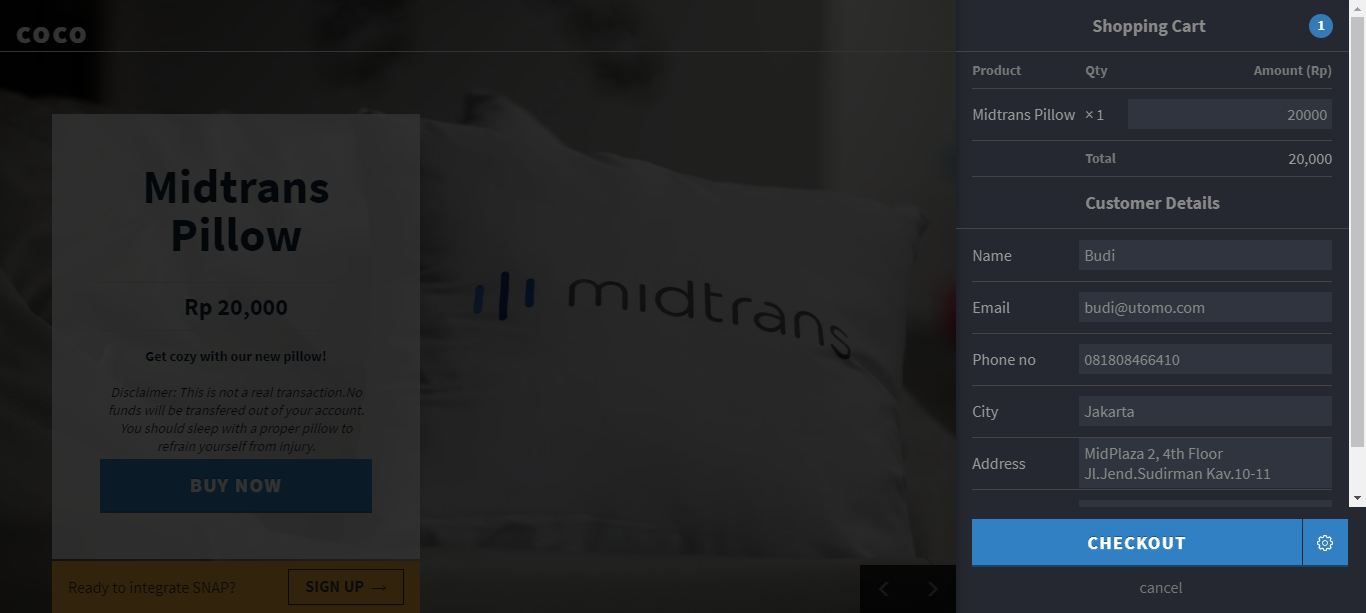 coco
Midtrans
Pillow
Rp 20,000
Get cozy with our new pillow!
Disclaimer: This is not a real transaction.No
funds will be transfered out of your account.
You should sleep with a proper pillow to
refrain yourself from injury.
BUY NOW
Ready to integrate SNAP?
SIGN UP →
midtrans
Shopping Cart 1
Product Qty Amount (Rp)
Midtrans Pillow × 1 20000
Total 20,000
Customer Details
Name Budi
Email budi@utomo.com
Phone no 081808466410
City Jakarta
Address MidPlaza 2, 4th Floor
Jl.Jend.Sudirman Kav.10-11
CHECKOUT
cancel